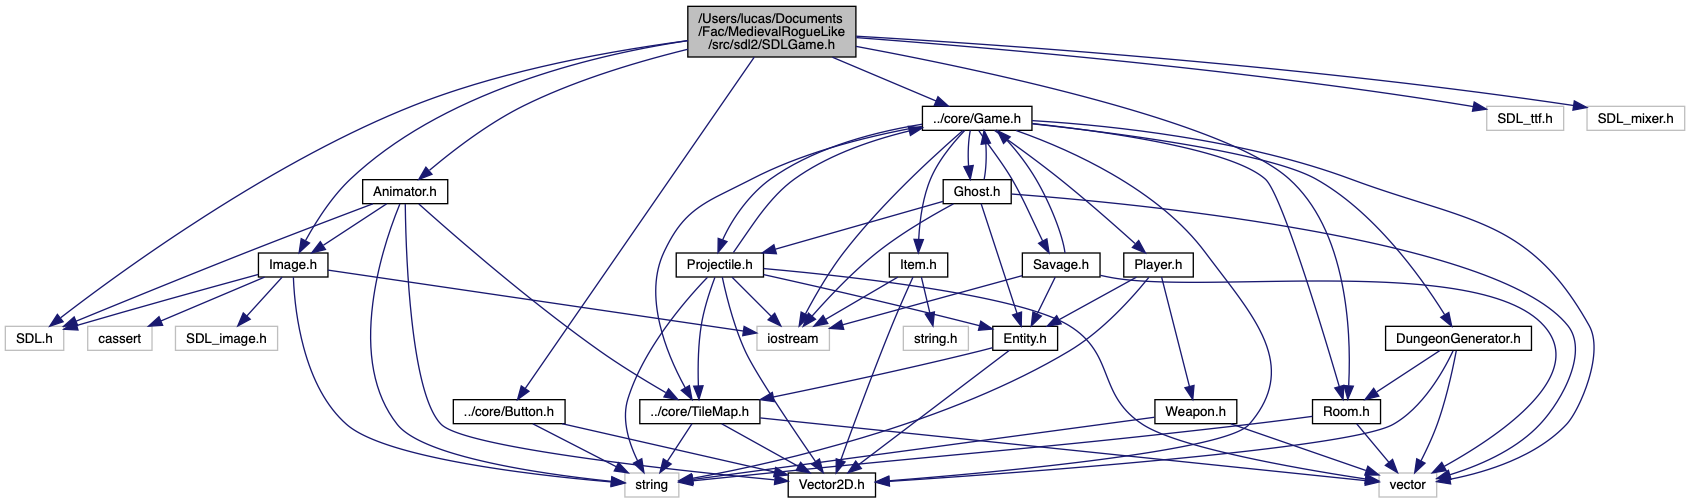 /Users/lucas/Documents
/Fac/MedievalRogueLike
/src/sdl2/SDLGame.h
../core/Game.h
SDL_ttf.h
SDL_mixer.h
Animator.h
Ghost.h
Image.h
Projectile.h
Item.h
Savage.h
Player.h
SDL.h
cassert
SDL_image.h
iostream
string.h
Entity.h
DungeonGenerator.h
../core/Button.h
../core/TileMap.h
Weapon.h
Room.h
string
Vector2D.h
vector